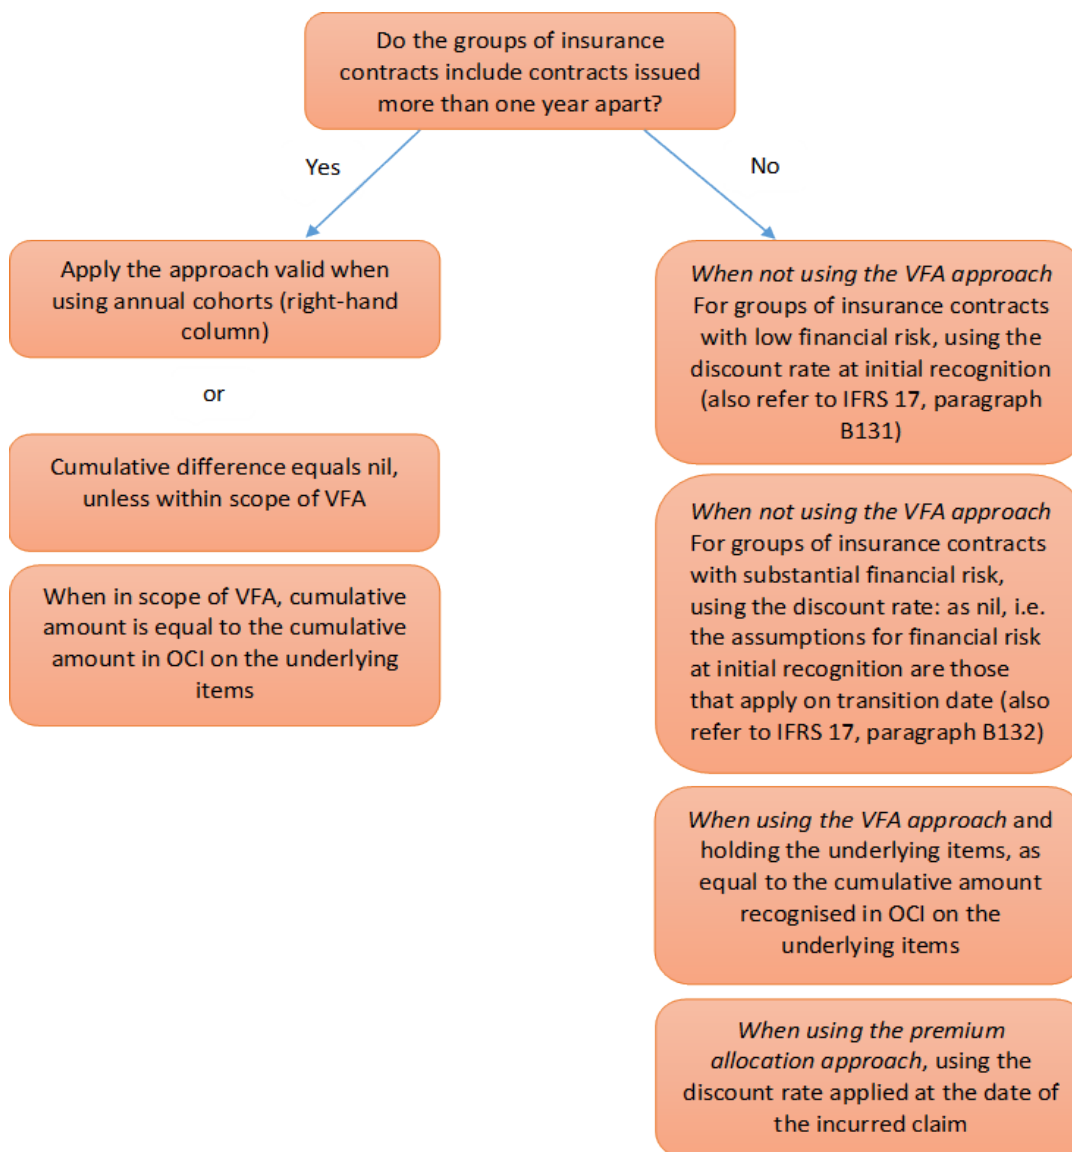 Do the groups of insurance
contracts include contracts issued
more than one year apart?
Yes
No
Apply the approach valid when
using annual cohorts (right-hand
column)
or
Cumulative difference equals nil,
unless within scope of VFA
When in scope of VFA, cumulative
amount is equal to the cumulative
amount in OCI on the underlying
items
When not using the VFA approach
For groups of insurance contracts
with low financial risk, using the
discount rate at initial recognition
(also refer to IFRS 17, paragraph
B131)
When not using the VFA approach
For groups of insurance contracts
with substantial financial risk,
using the discount rate: as nil, i.e.
the assumptions for financial risk
at initial recognition are those
that apply on transition date (also
refer to IFRS 17, paragraph B132)
When using the VFA approach and
holding the underlying items, as
equal to the cumulative amount
recognised in OCI on the
underlying items
When using the premium
allocation approach, using the
discount rate applied at the date of
the incurred claim